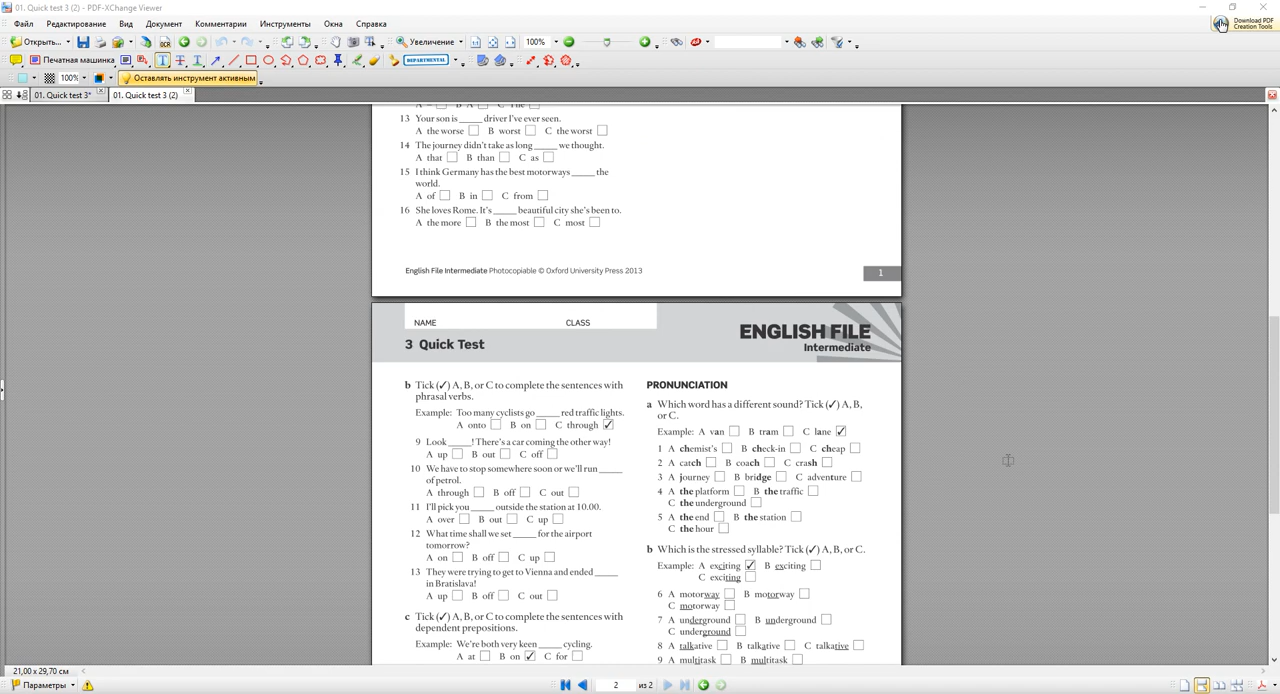 01. Quick test 3 (2) - PDF-XChange Viewer
Файл Редактирование Вид Документ Комментарии Инструменты Окна Справка
Download PDF
Creation Tools
Открыть... OCR Увеличение 100%
Печатная машинка DEPARTMENTAL
100% Оставлять инструмент активным
01. Quick test 3* 01. Quick test 3 (2)
A – B A C The
13 Your son is _____ driver I've ever seen.
A the worse B worst C the worst
14 The journey didn't take as long _____ we thought.
A that B than C as
15 I think Germany has the best motorways _____ the
world.
A of B in C from
16 She loves Rome. It's _____ beautiful city she's been to.
A the more B the most C most
English File Intermediate Photocopiable © Oxford University Press 2013
1
NAME CLASS
3 Quick Test
ENGLISH FILE
Intermediate
b Tick (✓) A, B, or C to complete the sentences with
phrasal verbs.
Example: Too many cyclists go _____ red traffic lights.
A onto B on C through ✓
9 Look _____! There's a car coming the other way!
A up B out C off
10 We have to stop somewhere soon or we'll run _____
of petrol.
A through B off C out
11 I'll pick you _____ outside the station at 10.00.
A over B out C up
12 What time shall we set _____ for the airport
tomorrow?
A on B off C up
13 They were trying to get to Vienna and ended _____
in Bratislava!
A up B off C out
c Tick (✓) A, B, or C to complete the sentences with
dependent prepositions.
Example: We're both very keen _____ cycling.
A at B on ✓ C for
PRONUNCIATION
a Which word has a different sound? Tick (✓) A, B,
or C.
Example: A van B tram C lane ✓
1 A chemist's B check-in C cheap
2 A catch B coach C crash
3 A journey B bridge C adventure
4 A the platform B the traffic
C the underground
5 A the end B the station
C the hour
b Which is the stressed syllable? Tick (✓) A, B, or C.
Example: A exciting ✓ B exciting
C exciting
6 A motorway B motorway
C motorway
7 A underground B underground
C underground
8 A talkative B talkative C talkative
9 A multitask B multitask
21,00 x 29,70 см
Параметры 2 из 2